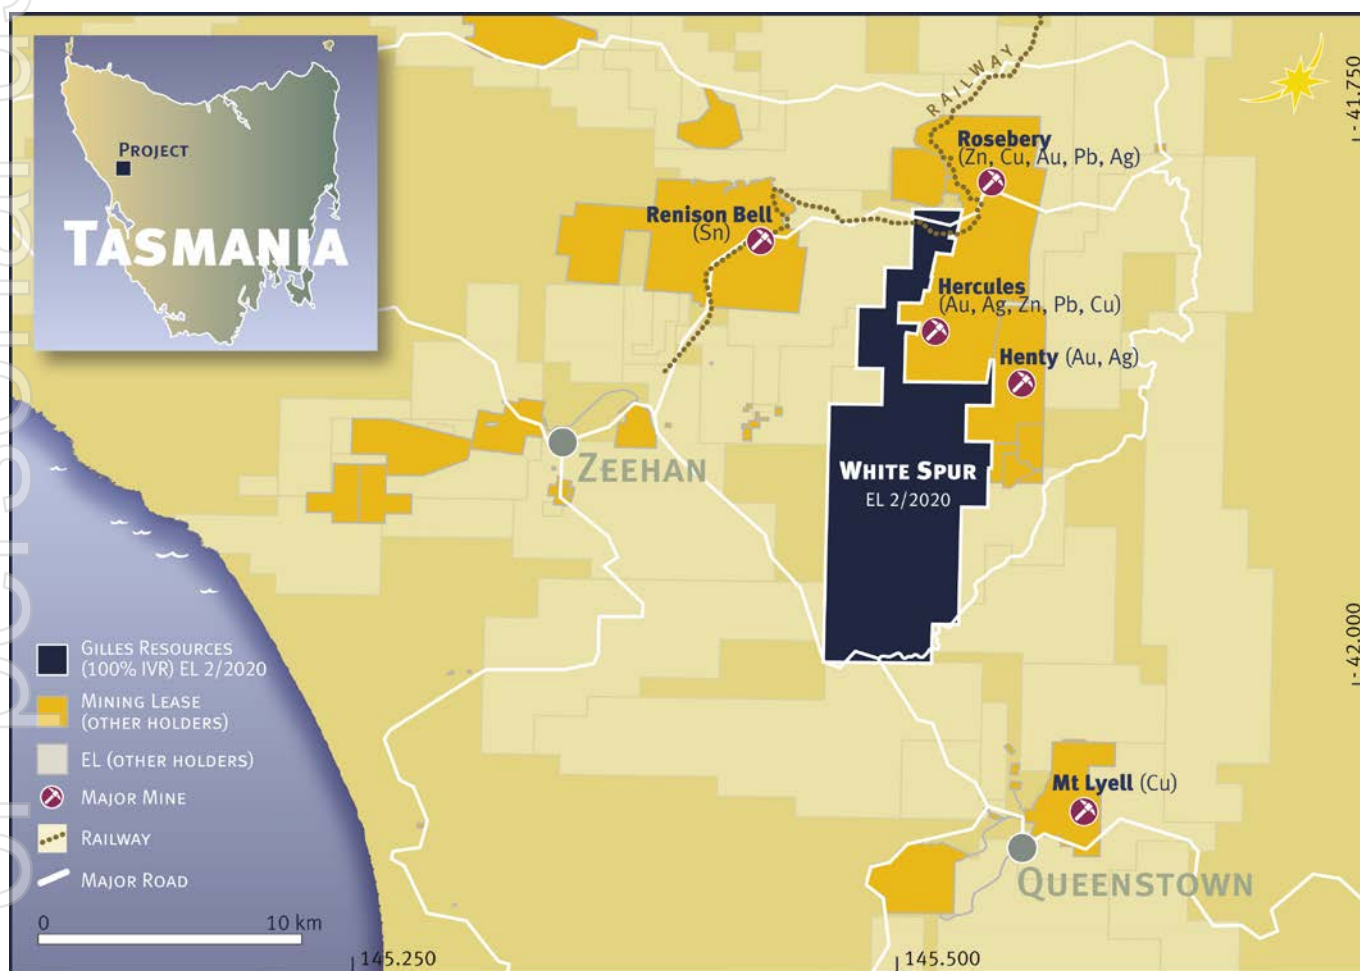 PROJECT
TASMANIA
RAILWAY
Rosebery
(Zn, Cu, Au, Pb, Ag)
Renison Bell
(Sn)
Hercules
(Au, Ag, Zn, Pb, Cu)
Henty (Au, Ag)
ZEEHAN
WHITE SPUR
EL 2/2020
Mt Lyell (Cu)
QUEENSTOWN
GILLES RESOURCES
(100% IVR) EL 2/2020
MINING LEASE
(OTHER HOLDERS)
EL (OTHER HOLDERS)
MAJOR MINE
RAILWAY
MAJOR ROAD
0 10 km
145.250
145.500
-41.750
-42.000